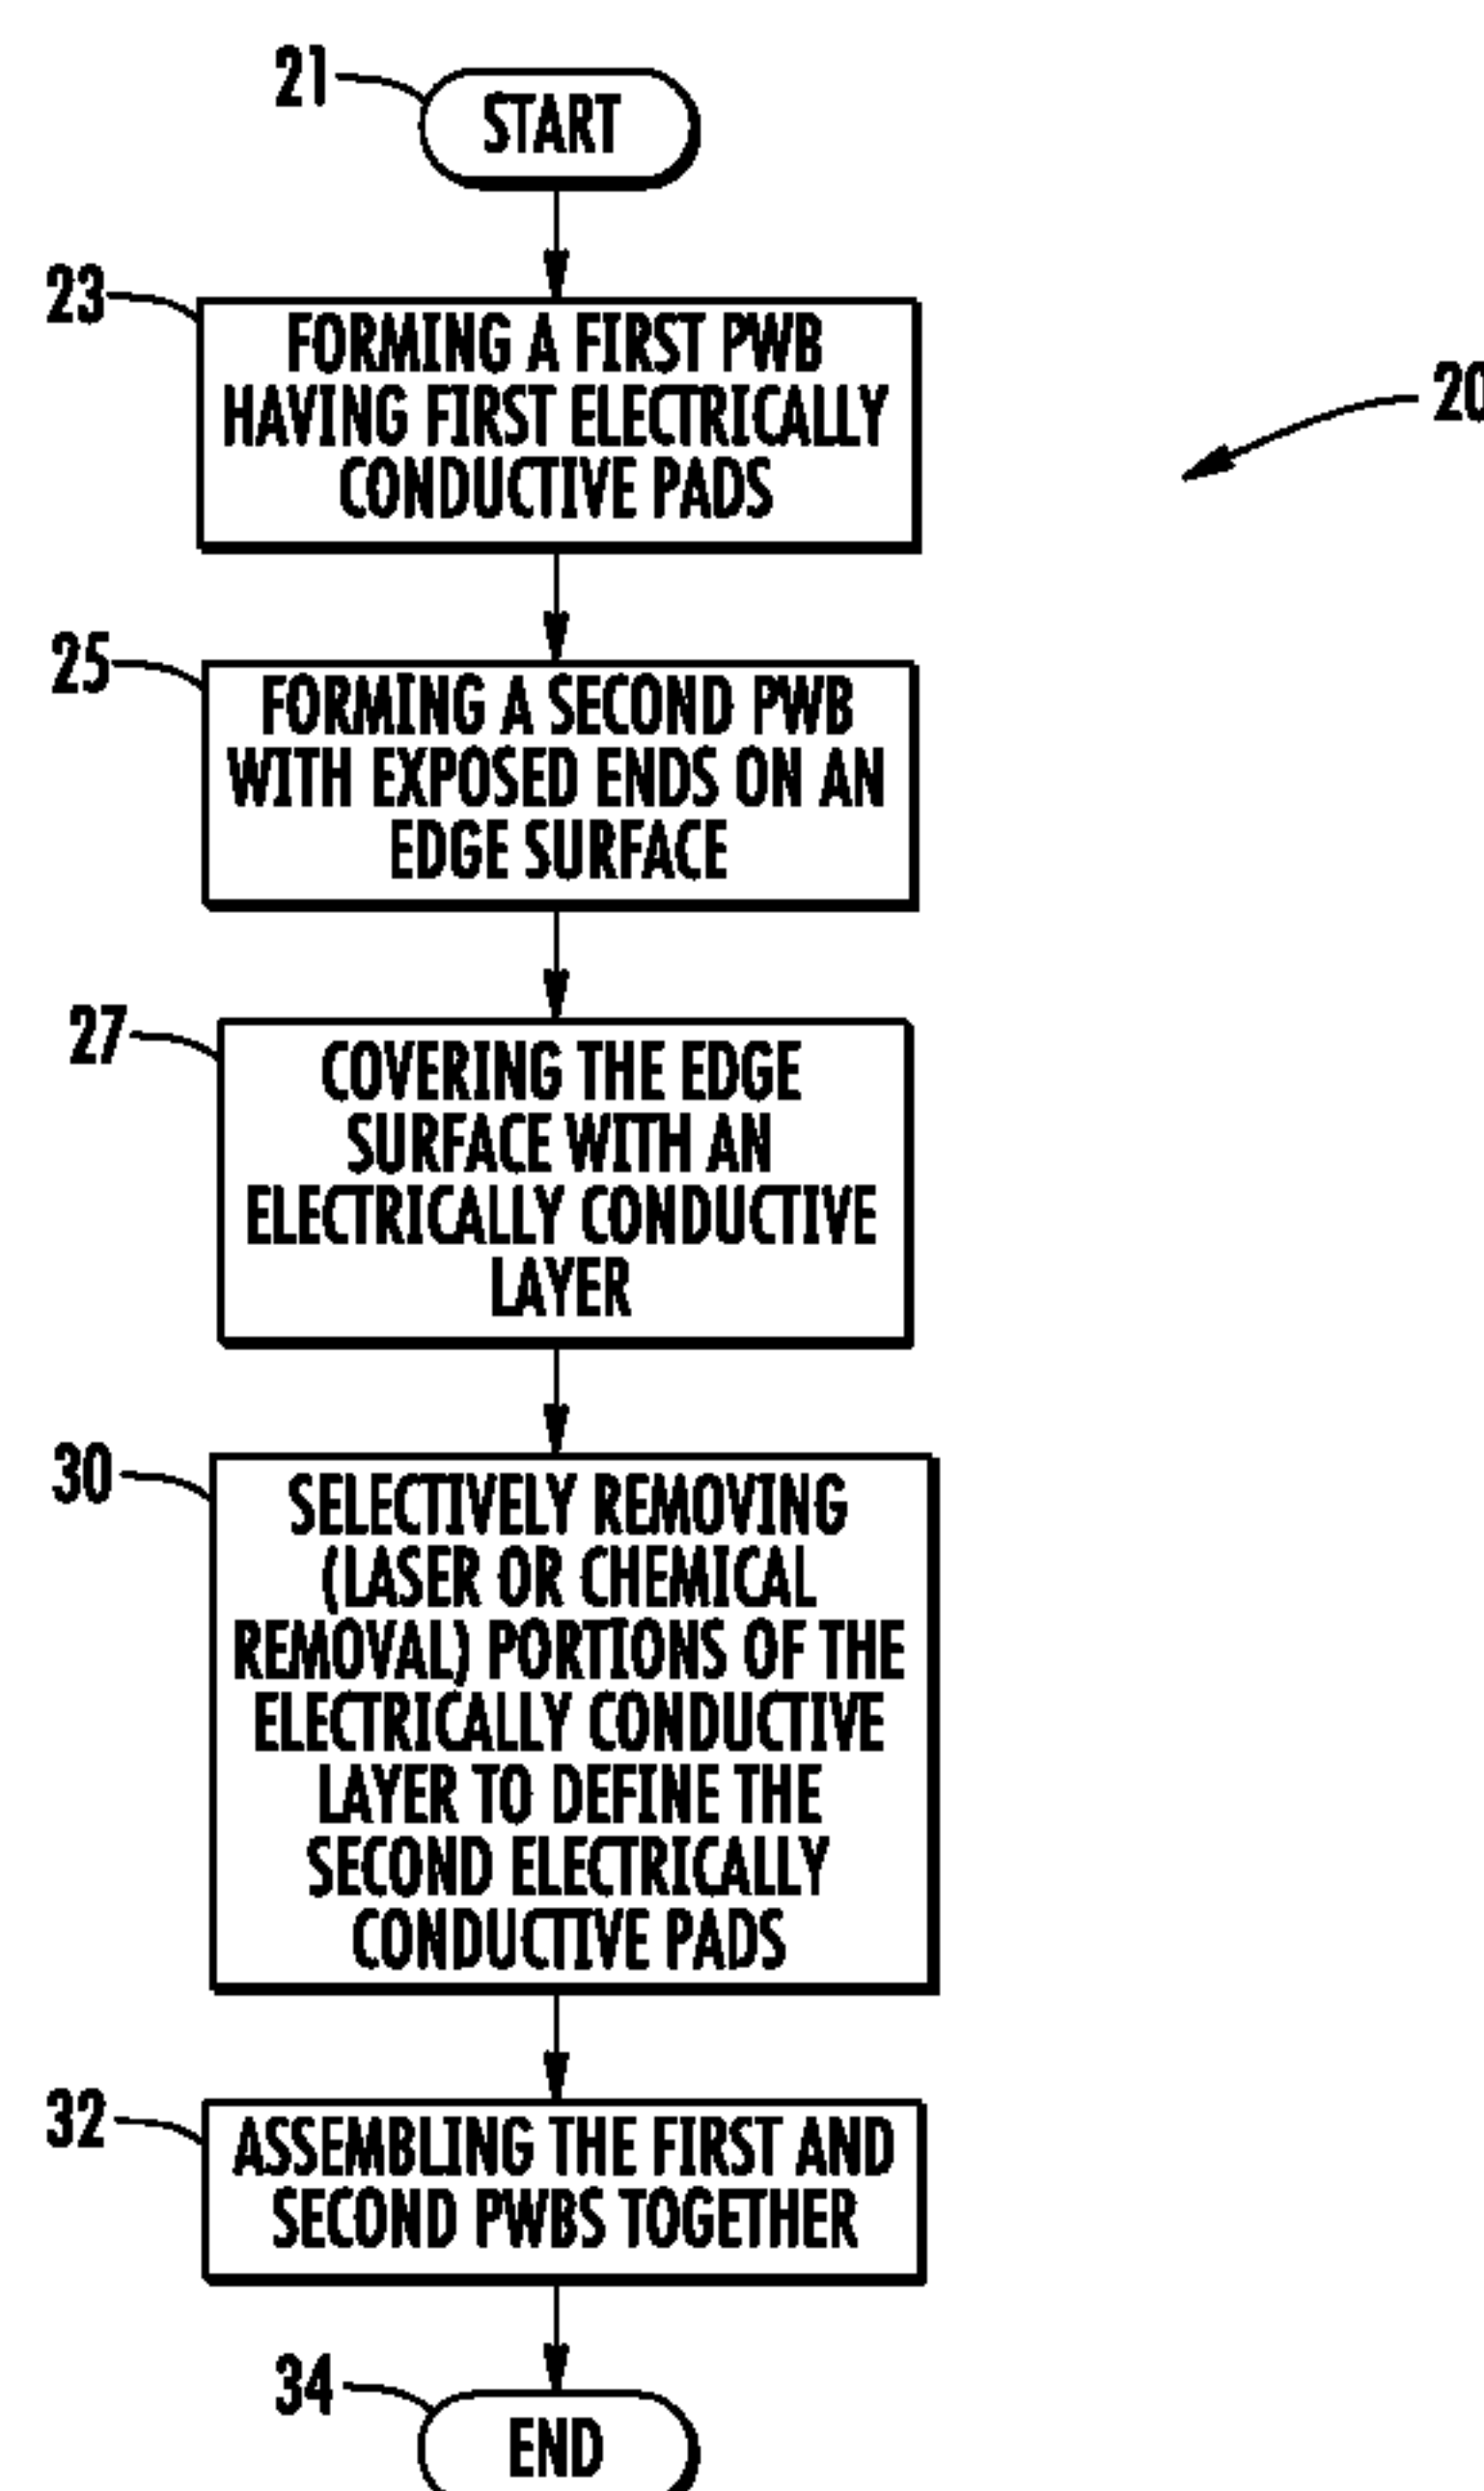 21
START
23
FORMING A FIRST PWB
HAVING FIRST ELECTRICALLY
CONDUCTIVE PADS
20
25
FORMING A SECOND PWB
WITH EXPOSED ENDS ON AN
EDGE SURFACE
27
COVERING THE EDGE
SURFACE WITH AN
ELECTRICALLY CONDUCTIVE
LAYER
30
SELECTIVELY REMOVING
(LASER OR CHEMICAL
REMOVAL) PORTIONS OF THE
ELECTRICALLY CONDUCTIVE
LAYER TO DEFINE THE
SECOND ELECTRICALLY
CONDUCTIVE PADS
32
ASSEMBLING THE FIRST AND
SECOND PWBS TOGETHER
34
END